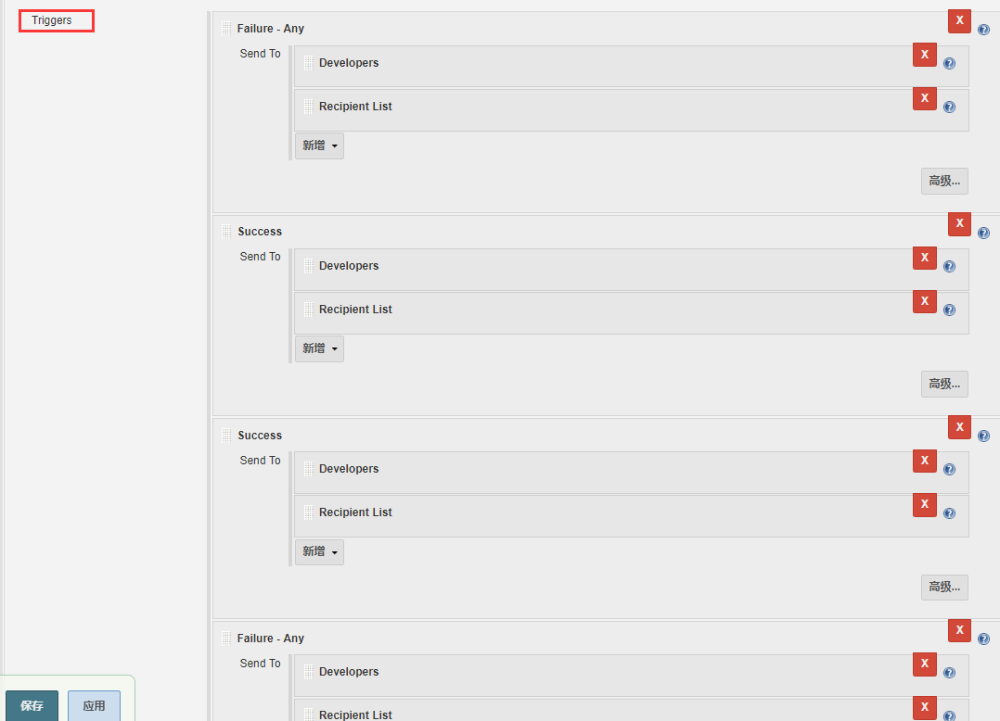 Triggers
Failure - Any
X
Send To
Developers
X
Recipient List
X
新增
高级...
Success
X
Send To
Developers
X
Recipient List
X
新增
高级...
Success
X
Send To
Developers
X
Recipient List
X
新增
高级...
Failure - Any
X
Send To
Developers
X
Recipient List
X
保存
应用